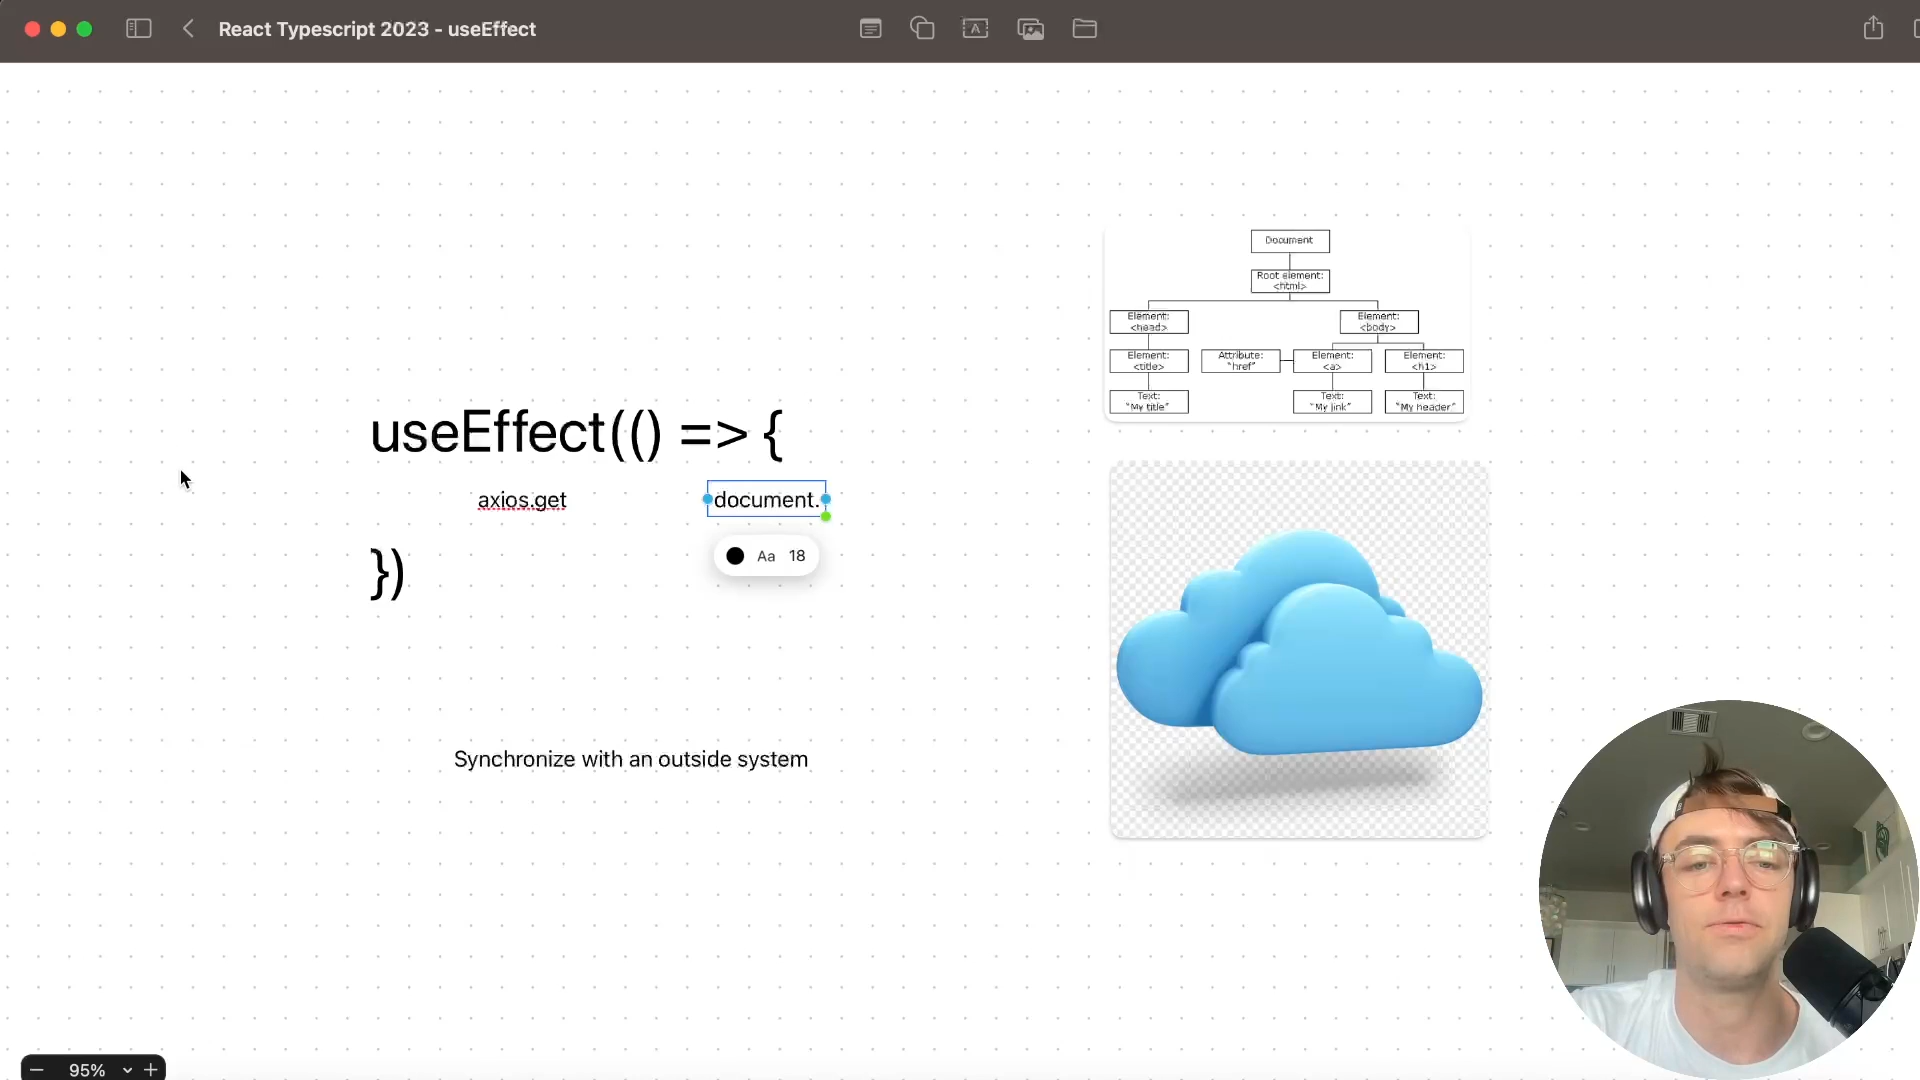 React Typescript 2023 - useEffect
A
Document
Root element:
<html>
Element:
<head>
Element:
<body>
Element:
<title>
Attribute:
"href"
Element:
<a>
Element:
<h1>
Text:
"My title"
Text:
"My link"
Text:
"My header"
useEffect(() => {
axios.get
document.
Aa 18
})
Synchronize with an outside system
95%